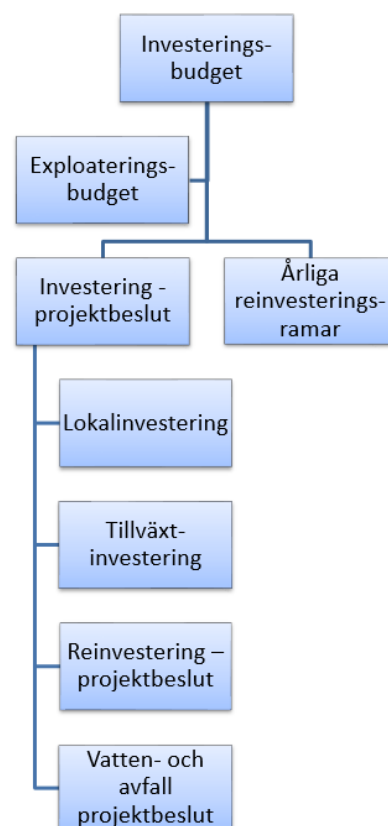 Investerings-
budget
Exploaterings-
budget
Investering -
projektbeslut
Årliga
reinvesterings-
ramar
Lokalinvestering
Tillväxt-
investering
Reinvestering –
projektbeslut
Vatten- och
avfall
projektbeslut